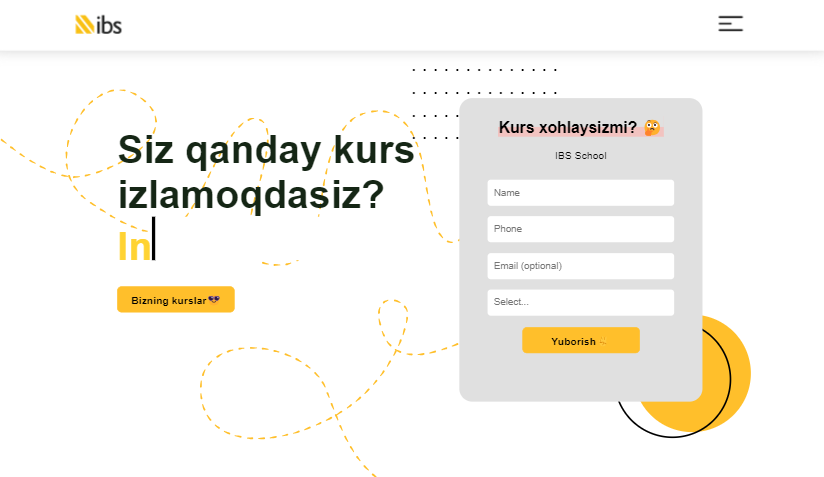 ibs
Siz qanday kurs
izlamoqdasiz?
In
Bizning kurslar
Kurs xohlaysizmi?
IBS School
Name
Phone
Email (optional)
Select...
Yuborish